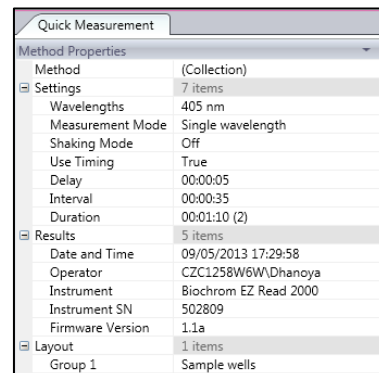 Quick Measurement
Method Properties
Method (Collection)
Settings 7 items
Wavelengths 405 nm
Measurement Mode Single wavelength
Shaking Mode Off
Use Timing True
Delay 00:00:05
Interval 00:00:35
Duration 00:01:10 (2)
Results 5 items
Date and Time 09/05/2013 17:29:58
Operator CZC1258W6W\Dhanoya
Instrument Biochrom EZ Read 2000
Instrument SN 502809
Firmware Version 1.1a
Layout 1 items
Group 1 Sample wells